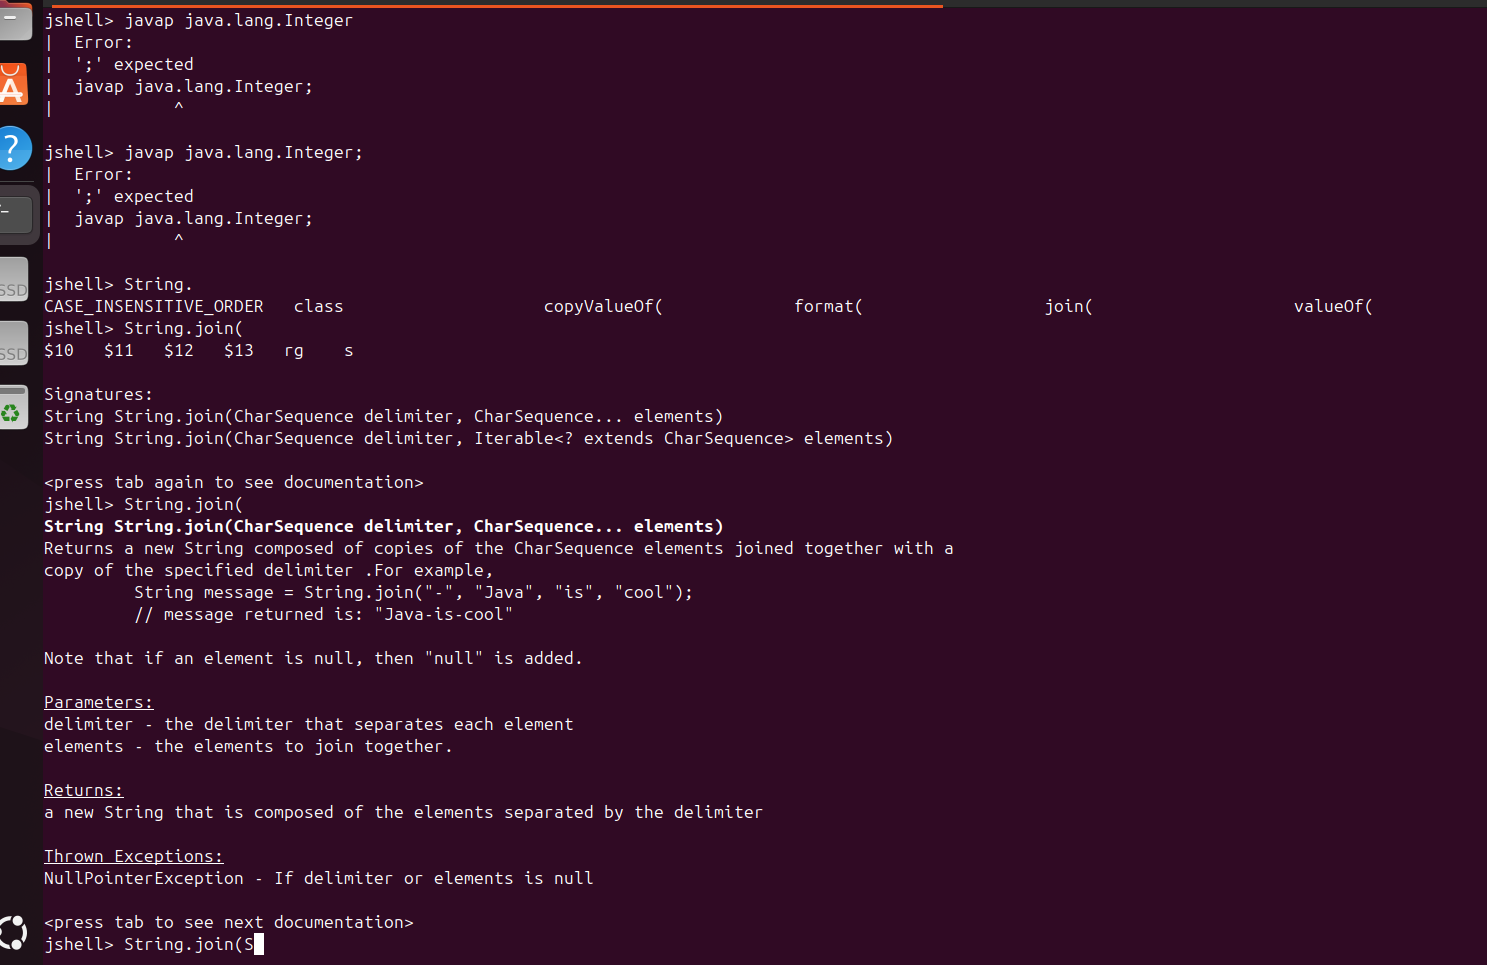 jshell> javap java.lang.Integer
|  Error:
|  ';' expected
|  javap java.lang.Integer;
|            ^
jshell> javap java.lang.Integer;
|  Error:
|  ';' expected
|  javap java.lang.Integer;
|            ^
jshell> String.
CASE_INSENSITIVE_ORDER   class                    copyValueOf(             format(                  join(                    valueOf(
jshell> String.join(
$10   $11   $12   $13   rg    s
Signatures:
String String.join(CharSequence delimiter, CharSequence... elements)
String String.join(CharSequence delimiter, Iterable<? extends CharSequence> elements)
<press tab again to see documentation>
jshell> String.join(
String String.join(CharSequence delimiter, CharSequence... elements)
Returns a new String composed of copies of the CharSequence elements joined together with a
copy of the specified delimiter .For example,
         String message = String.join("-", "Java", "is", "cool");
         // message returned is: "Java-is-cool"
Note that if an element is null, then "null" is added.
Parameters:
delimiter - the delimiter that separates each element
elements - the elements to join together.
Returns:
a new String that is composed of the elements separated by the delimiter
Thrown Exceptions:
NullPointerException - If delimiter or elements is null
<press tab to see next documentation>
jshell> String.join(S
A
?
SSD
SSD